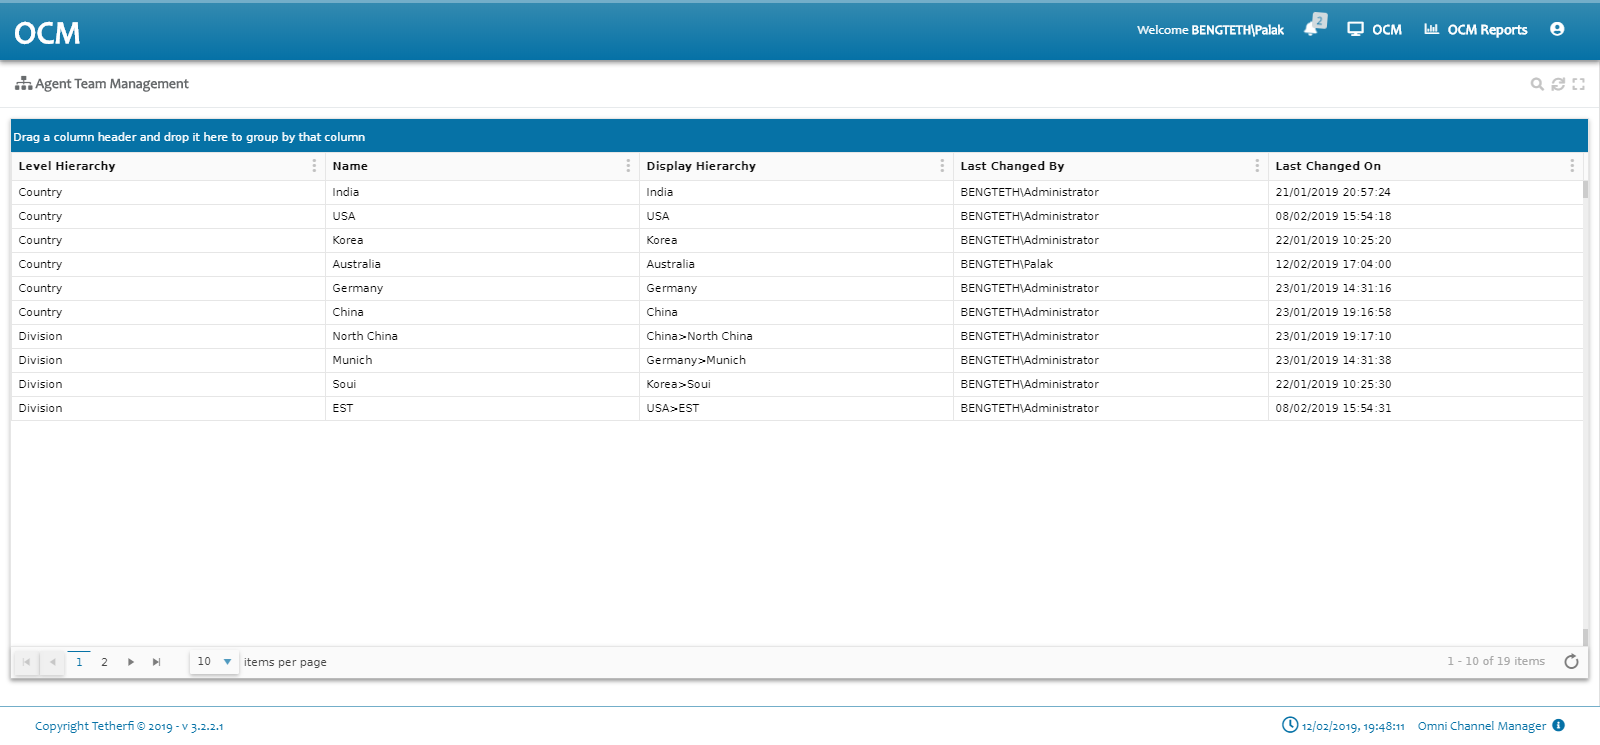 OCM
Welcome BENGTETH\Palak 2 OCM OCM Reports
Agent Team Management
Drag a column header and drop it here to group by that column
Level Hierarchy Name Display Hierarchy Last Changed By Last Changed On
Country India India BENGTETH\Administrator 21/01/2019 20:57:24
Country USA USA BENGTETH\Administrator 08/02/2019 15:54:18
Country Korea Korea BENGTETH\Administrator 22/01/2019 10:25:20
Country Australia Australia BENGTETH\Palak 12/02/2019 17:04:00
Country Germany Germany BENGTETH\Administrator 23/01/2019 14:31:16
Country China China BENGTETH\Administrator 23/01/2019 19:16:58
Division North China China>North China BENGTETH\Administrator 23/01/2019 19:17:10
Division Munich Germany>Munich BENGTETH\Administrator 23/01/2019 14:31:38
Division Soui Korea>Soui BENGTETH\Administrator 22/01/2019 10:25:30
Division EST USA>EST BENGTETH\Administrator 08/02/2019 15:54:31
1 2 10 items per page 1 - 10 of 19 items
Copyright Tetherfi © 2019 - v 3.2.2.1 12/02/2019, 19:48:11 Omni Channel Manager